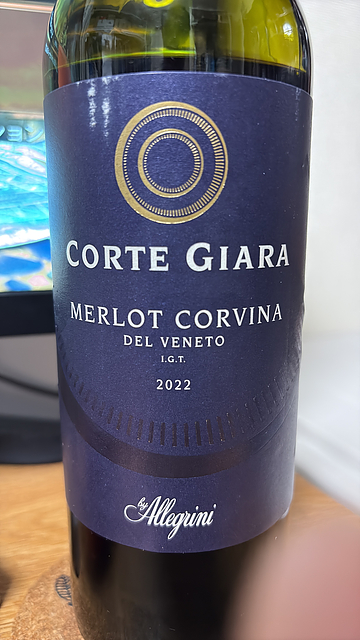 CORTE GIARA
MERLOT CORVINA
DEL VENETO
I.G.T.
2022
by Allegrini